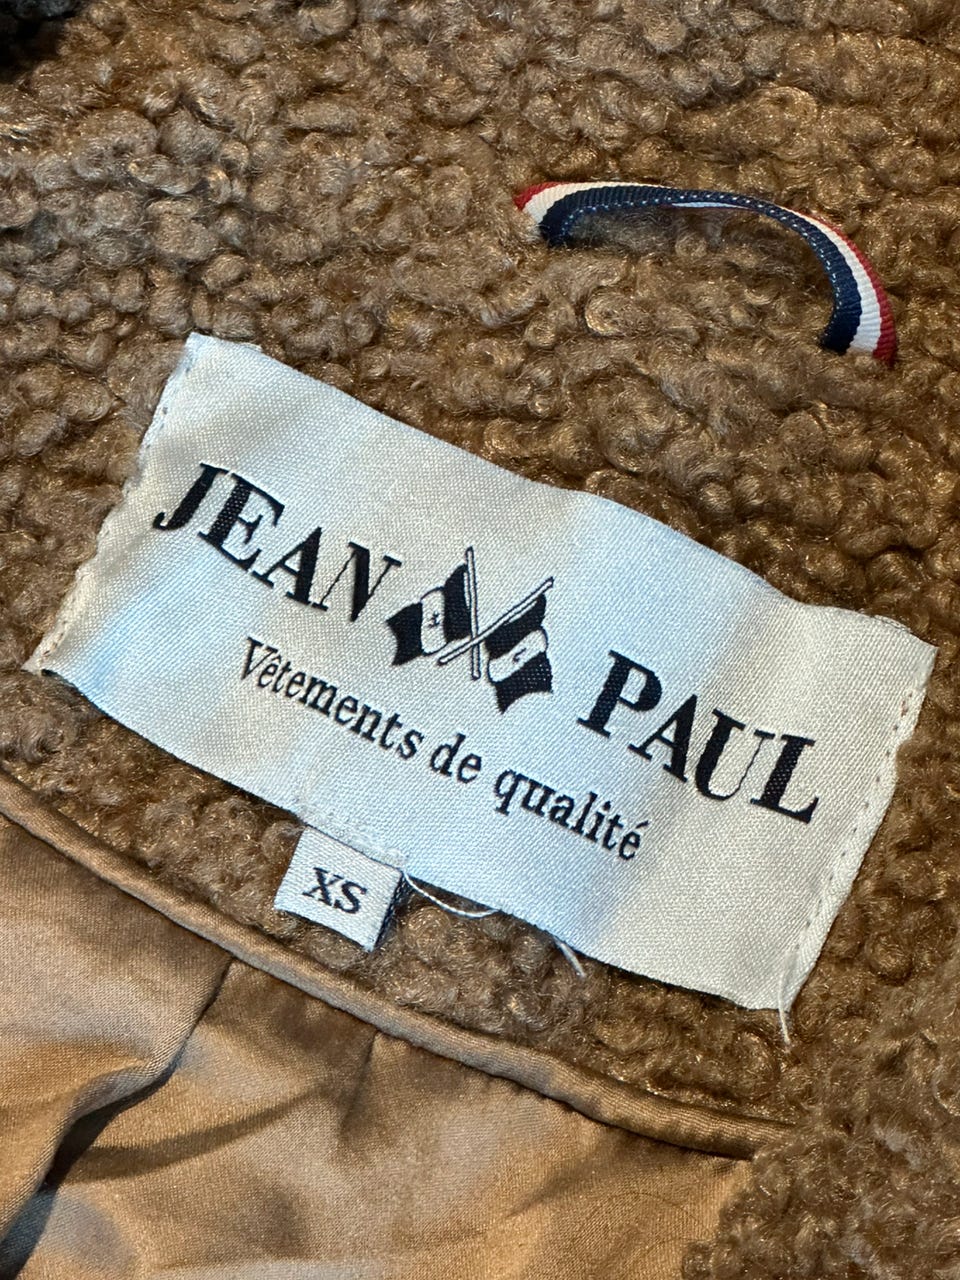 JEAN PAUL
Vêtements de qualité
XS